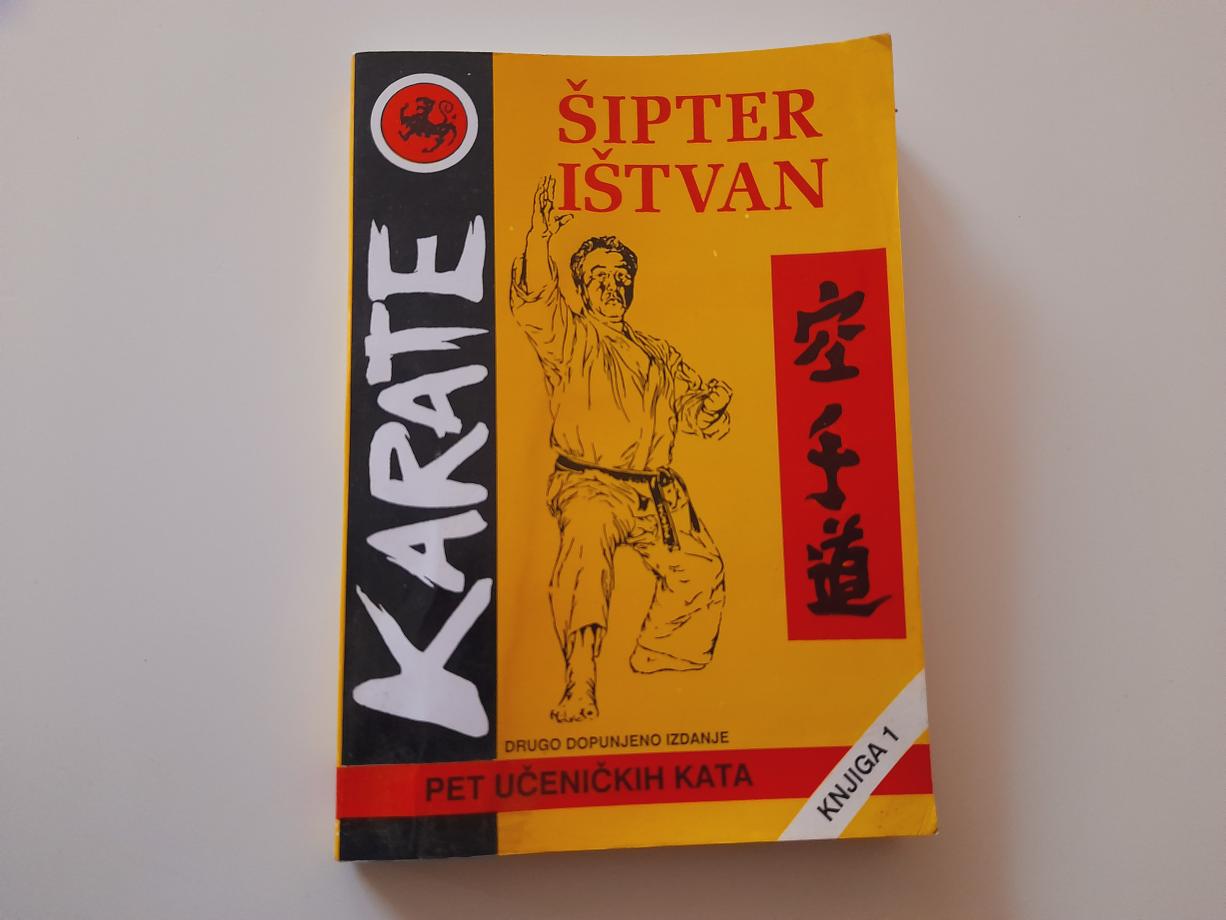 ŠIPTER
IŠTVAN
KARATE
空
手
道
DRUGO DOPUNJENO IZDANJE
PET UČENIČKIH KATA
KNJIGA 1